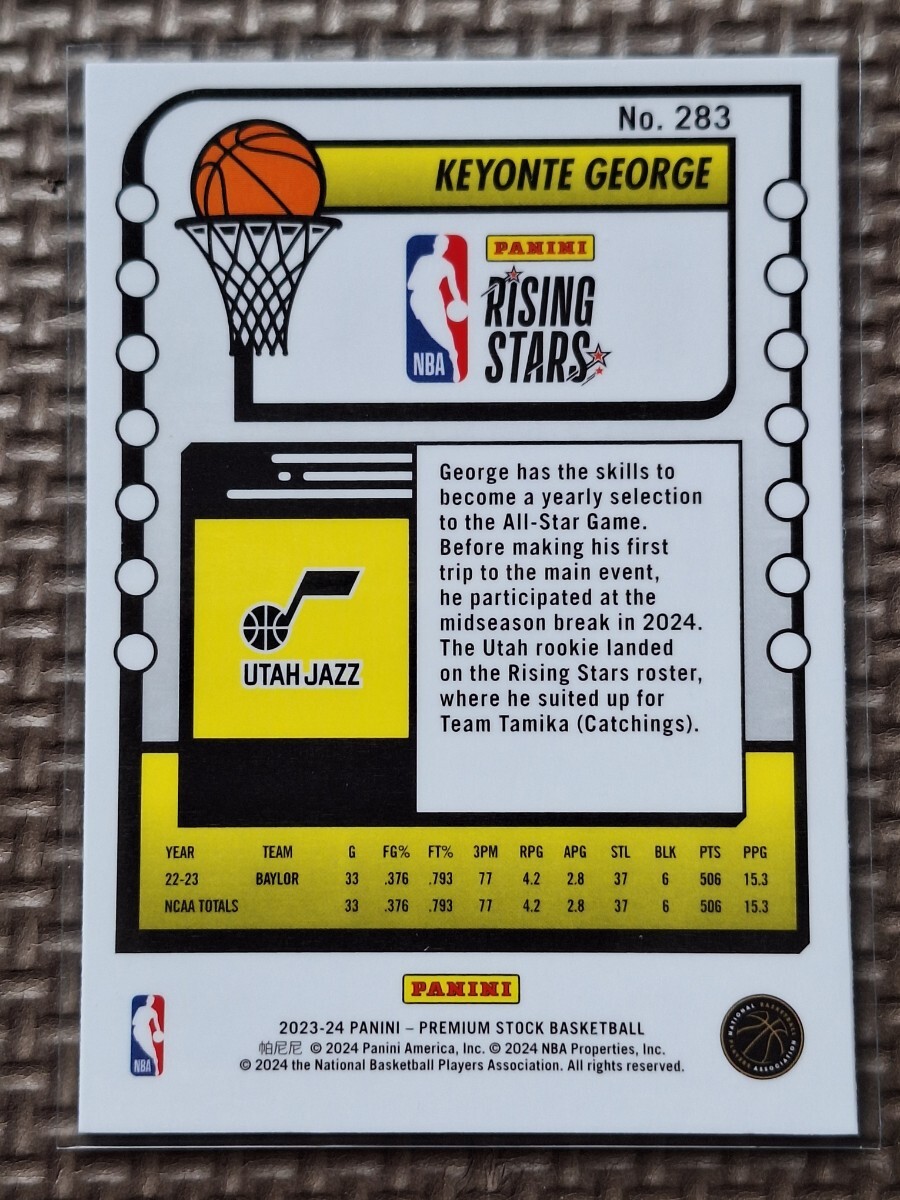 No. 283
KEYONTE GEORGE
PANINI
RISING
STARS
NBA
George has the skills to
become a yearly selection
to the All-Star Game.
Before making his first
trip to the main event,
he participated at the
midseason break in 2024.
The Utah rookie landed
on the Rising Stars roster,
where he suited up for
Team Tamika (Catchings).
UTAH JAZZ
YEAR TEAM G FG% FT% 3PM RPG APG STL BLK PTS PPG
22-23 BAYLOR 33 .376 .793 77 4.2 2.8 37 6 506 15.3
NCAA TOTALS 33 .376 .793 77 4.2 2.8 37 6 506 15.3
PANINI
NBA
2023-24 PANINI – PREMIUM STOCK BASKETBALL
帕尼尼 © 2024 Panini America, Inc. © 2024 NBA Properties, Inc.
© 2024 the National Basketball Players Association. All rights reserved.
NATIONAL BASKETBALL PLAYERS ASSOCIATION